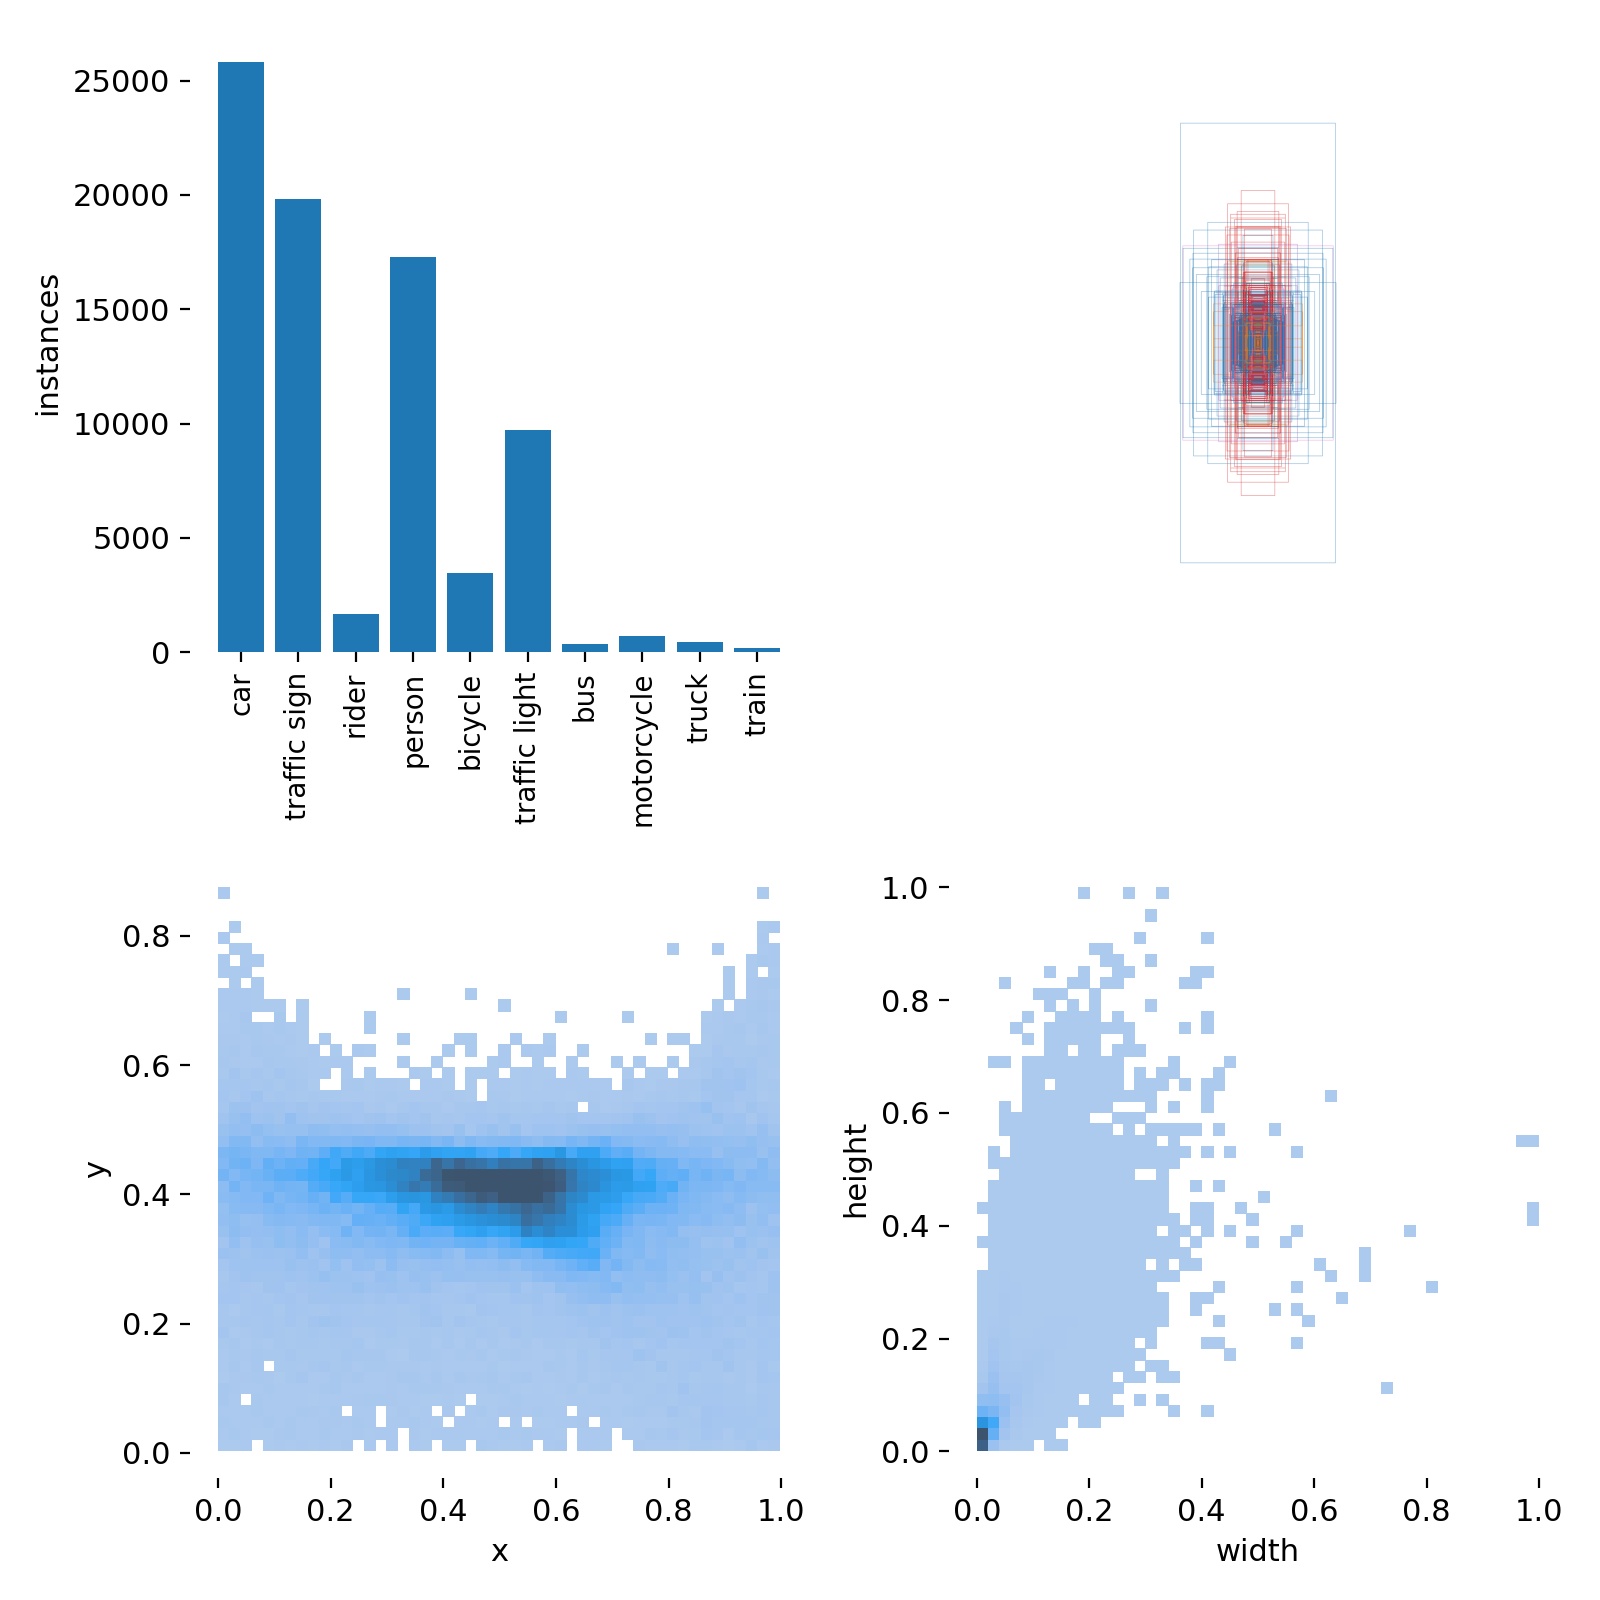 25000
20000
15000
10000
5000
0
instances
car
traffic sign
rider
person
bicycle
traffic light
bus
motorcycle
truck
train
0.8
0.6
0.4
0.2
0.0
y
0.0 0.2 0.4 0.6 0.8 1.0
x
1.0
0.8
0.6
0.4
0.2
0.0
height
0.0 0.2 0.4 0.6 0.8 1.0
width